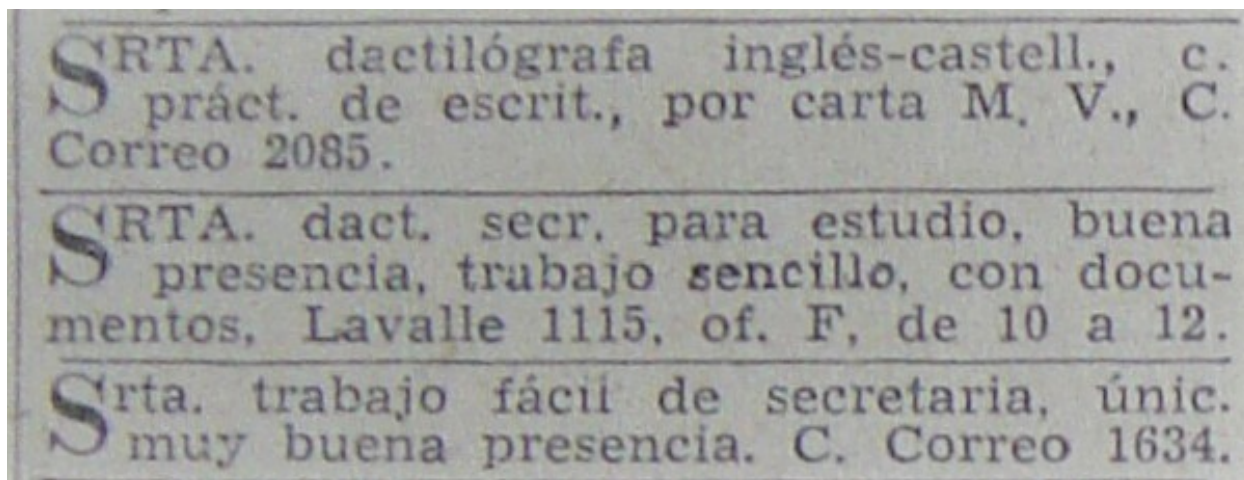 SRTA. dactilógrafa inglés-castell., c.
práct. de escrit., por carta M. V., C.
Correo 2085.
SRTA. dact. secr. para estudio, buena
presencia, trabajo sencillo, con docu-
mentos, Lavalle 1115, of. F, de 10 a 12.
Srta. trabajo fácil de secretaria, únic.
muy buena presencia. C. Correo 1634.